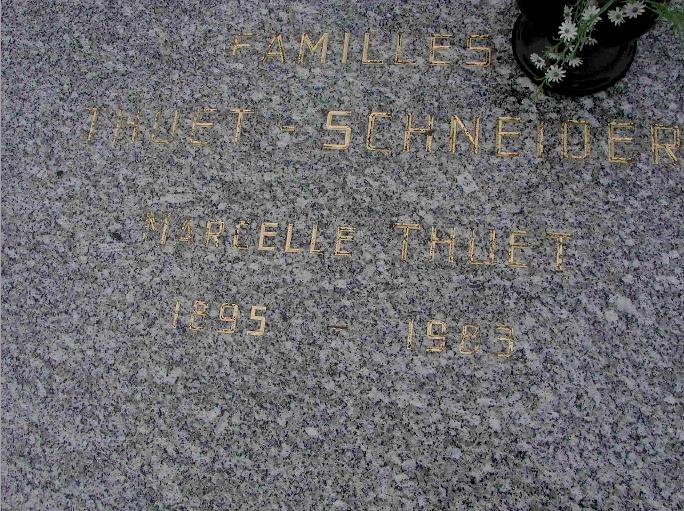 FAMILLES
THUET - SCHNEIDER
MARCELLE THUET
1895 - 1983